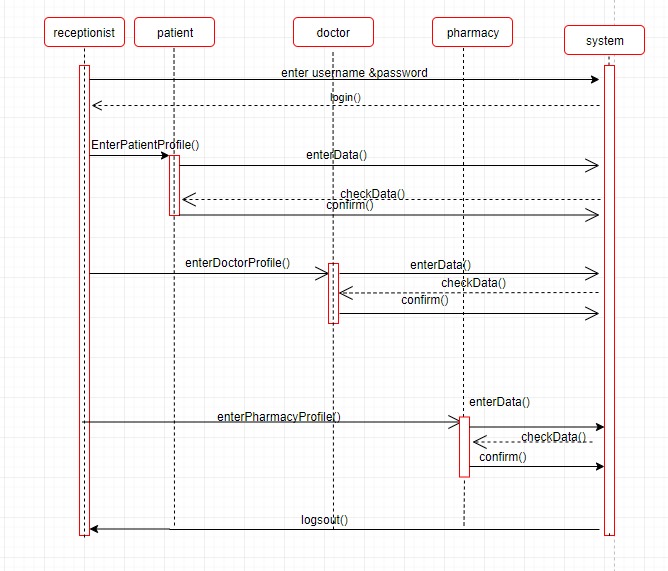 receptionist
patient
doctor
pharmacy
system
enter username &password
login()
EnterPatientProfile()
enterData()
checkData()
confirm()
enterDoctorProfile()
enterData()
checkData()
confirm()
enterData()
enterPharmacyProfile()
checkData()
confirm()
logsout()